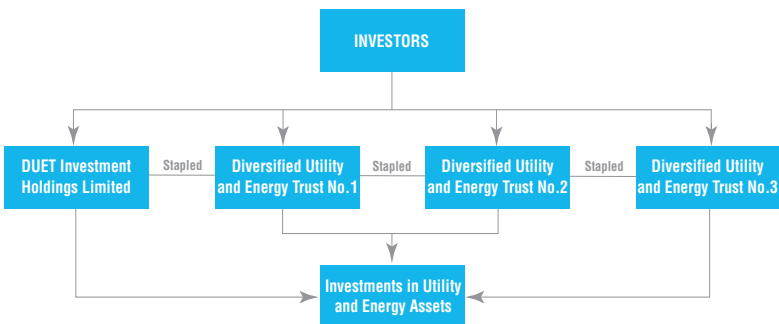 INVESTORS
DUET Investment
Holdings Limited
Stapled
Diversified Utility
and Energy Trust No.1
Stapled
Diversified Utility
and Energy Trust No.2
Stapled
Diversified Utility
and Energy Trust No.3
Investments in Utility
and Energy Assets